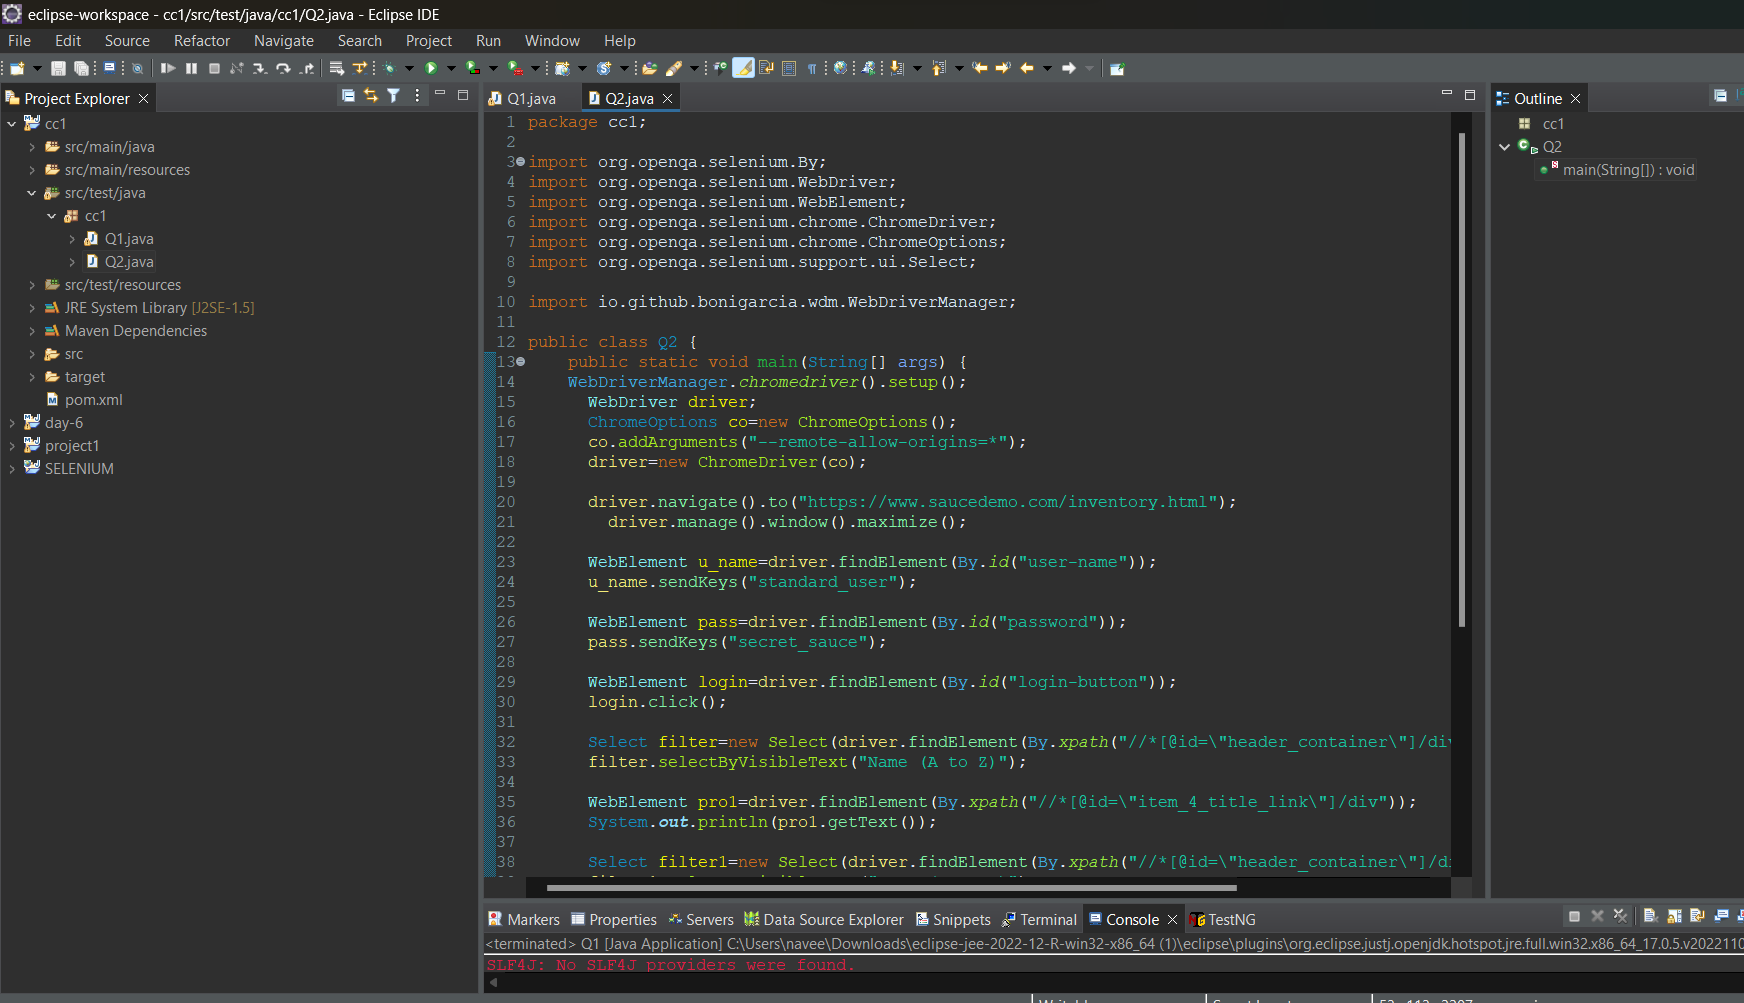 eclipse-workspace - cc1/src/test/java/cc1/Q2.java - Eclipse IDE
File Edit Source Refactor Navigate Search Project Run Window Help
Project Explorer
cc1
src/main/java
src/main/resources
src/test/java
cc1
Q1.java
Q2.java
src/test/resources
JRE System Library [J2SE-1.5]
Maven Dependencies
src
target
pom.xml
day-6
project1
SELENIUM
Q1.java Q2.java
1 package cc1;
2
3 import org.openqa.selenium.By;
4 import org.openqa.selenium.WebDriver;
5 import org.openqa.selenium.WebElement;
6 import org.openqa.selenium.chrome.ChromeDriver;
7 import org.openqa.selenium.chrome.ChromeOptions;
8 import org.openqa.selenium.support.ui.Select;
9
10 import io.github.bonigarcia.wdm.WebDriverManager;
11
12 public class Q2 {
13 public static void main(String[] args) {
14 WebDriverManager.chromedriver().setup();
15 WebDriver driver;
16 ChromeOptions co=new ChromeOptions();
17 co.addArguments("--remote-allow-origins=*");
18 driver=new ChromeDriver(co);
19
20 driver.navigate().to("https://www.saucedemo.com/inventory.html");
21 driver.manage().window().maximize();
22
23 WebElement u_name=driver.findElement(By.id("user-name"));
24 u_name.sendKeys("standard_user");
25
26 WebElement pass=driver.findElement(By.id("password"));
27 pass.sendKeys("secret_sauce");
28
29 WebElement login=driver.findElement(By.id("login-button"));
30 login.click();
31
32 Select filter=new Select(driver.findElement(By.xpath("//*[@id=\"header_container\"]/div
33 filter.selectByVisibleText("Name (A to Z)");
34
35 WebElement pro1=driver.findElement(By.xpath("//*[@id=\"item_4_title_link\"]/div"));
36 System.out.println(pro1.getText());
37
38 Select filter1=new Select(driver.findElement(By.xpath("//*[@id=\"header_container\"]/di
Outline
cc1
Q2
main(String[]) : void
Markers Properties Servers Data Source Explorer Snippets Terminal Console TestNG
<terminated> Q1 [Java Application] C:\Users\navee\Downloads\eclipse-jee-2022-12-R-win32-x86_64 (1)\eclipse\plugins\org.eclipse.justj.openjdk.hotspot.jre.full.win32.x86_64_17.0.5.v2022110
SLF4J: No SLF4J providers were found.